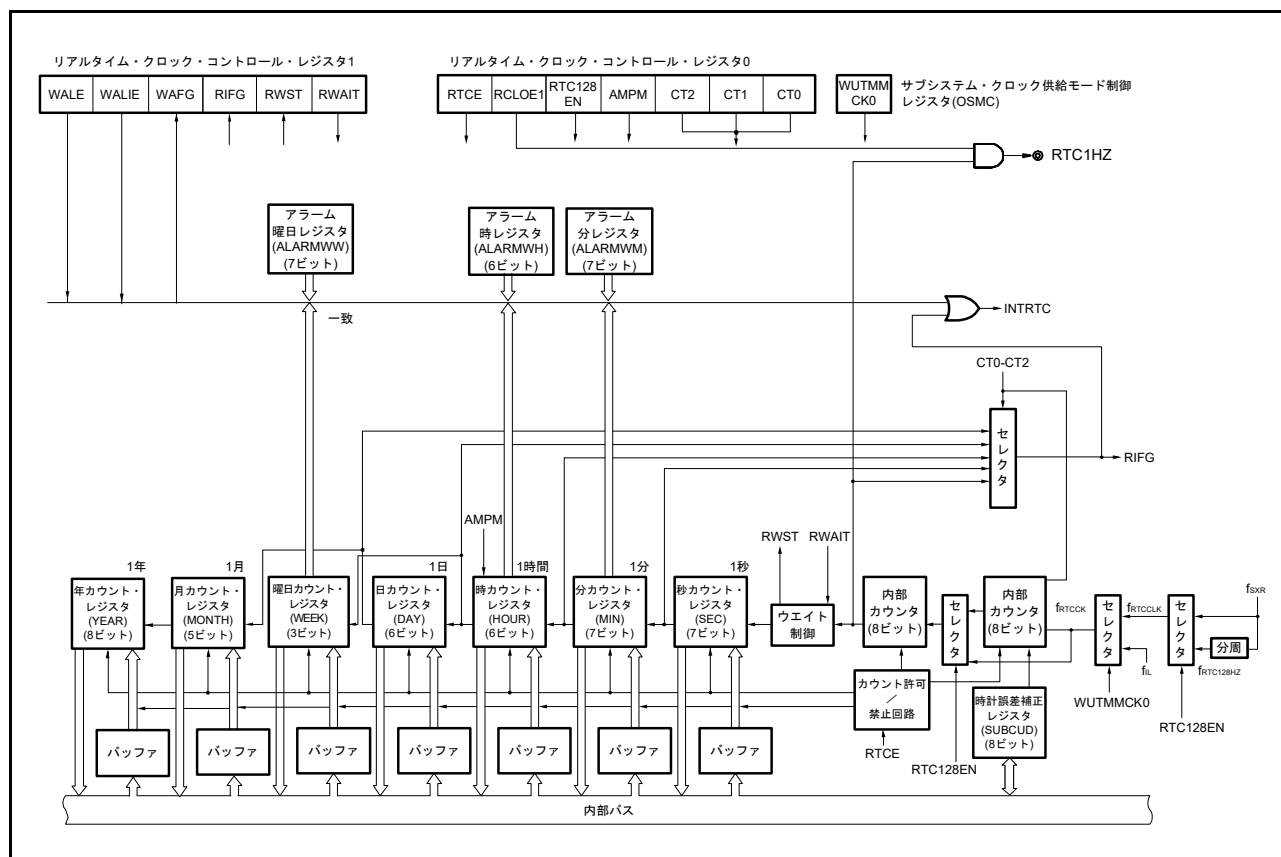 リアルタイム・クロック・コントロール・レジスタ1
WALE WALIE WAFG RIFG RWST RWAIT
リアルタイム・クロック・コントロール・レジスタ0
RTCE RCLOE1 RTC128
EN AMPM CT2 CT1 CT0
WUTMM
CK0
サブシステム・クロック供給モード制御
レジスタ(OSMC)
RTC1HZ
アラーム
曜日レジスタ
(ALARMWW)
(7ビット)
アラーム
時レジスタ
(ALARMWH)
(6ビット)
アラーム
分レジスタ
(ALARMWM)
(7ビット)
一致
INTRTC
CT0-CT2
セレクタ
RIFG
AMPM
RWST
RWAIT
1年
年カウント・
レジスタ
(YEAR)
(8ビット)
1月
月カウント・
レジスタ
(MONTH)
(5ビット)
曜日カウント・
レジスタ
(WEEK)
(3ビット)
1日
日カウント・
レジスタ
(DAY)
(6ビット)
1時間
時カウント・
レジスタ
(HOUR)
(6ビット)
1分
分カウント・
レジスタ
(MIN)
(7ビット)
1秒
秒カウント・
レジスタ
(SEC)
(7ビット)
ウエイト
制御
内部
カウンタ
(8ビット)
セレクタ
内部
カウンタ
(8ビット)
fRTCCK
セレクタ
fRTCCLK
fIL
セレクタ
fSXR
分周
fRTC128HZ
WUTMMCK0
RTC128EN
カウント許可
/
禁止回路
RTCE
RTC128EN
時計誤差補正
レジスタ
(SUBCUD)
(8ビット)
バッファ
バッファ
バッファ
バッファ
バッファ
バッファ
バッファ
内部バス